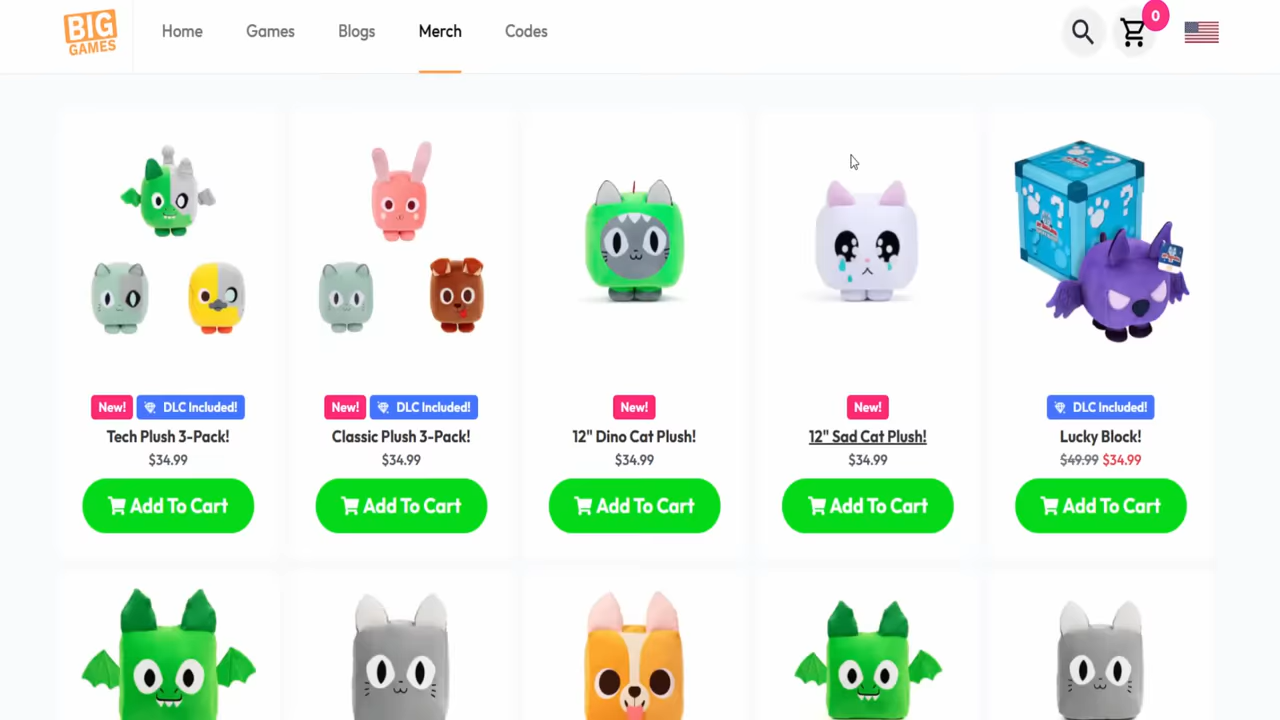 BIG
GAMES
Home
Games
Blogs
Merch
Codes
0
New!
DLC Included!
Tech Plush 3-Pack!
$34.99
Add To Cart
New!
DLC Included!
Classic Plush 3-Pack!
$34.99
Add To Cart
New!
12" Dino Cat Plush!
$34.99
Add To Cart
New!
12" Sad Cat Plush!
$34.99
Add To Cart
? ?
DLC Included!
Lucky Block!
$49.99 $34.99
Add To Cart